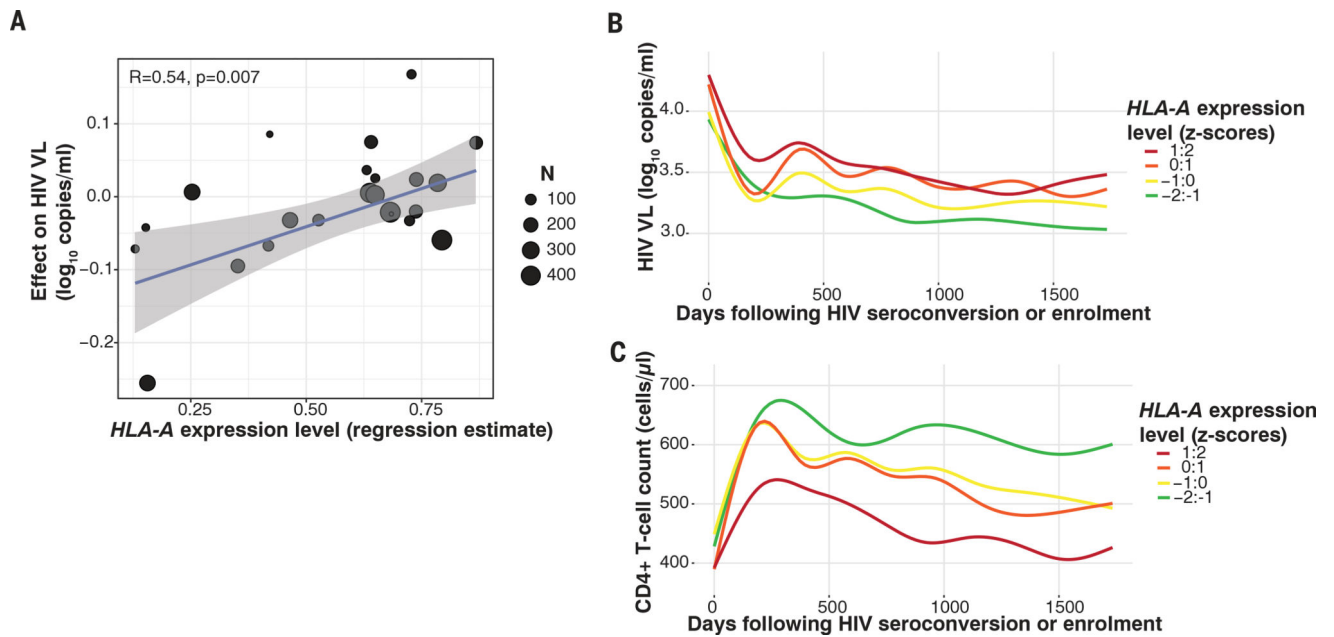 A
R=0.54, p=0.007
0.1
0.0
−0.1
−0.2
Effect on HIV VL
(log10 copies/ml)
0.25 0.50 0.75
HLA-A expression level (regression estimate)
N
100
200
300
400
B
HIV VL (log10 copies/ml)
4.0
3.5
3.0
0 500 1000 1500
Days following HIV seroconversion or enrolment
HLA-A expression
level (z-scores)
1:2
0:1
−1:0
−2:-1
C
CD4+ T-cell count (cells/µl)
700
600
500
400
0 500 1000 1500
Days following HIV seroconversion or enrolment
HLA-A expression
level (z-scores)
1:2
0:1
−1:0
−2:-1